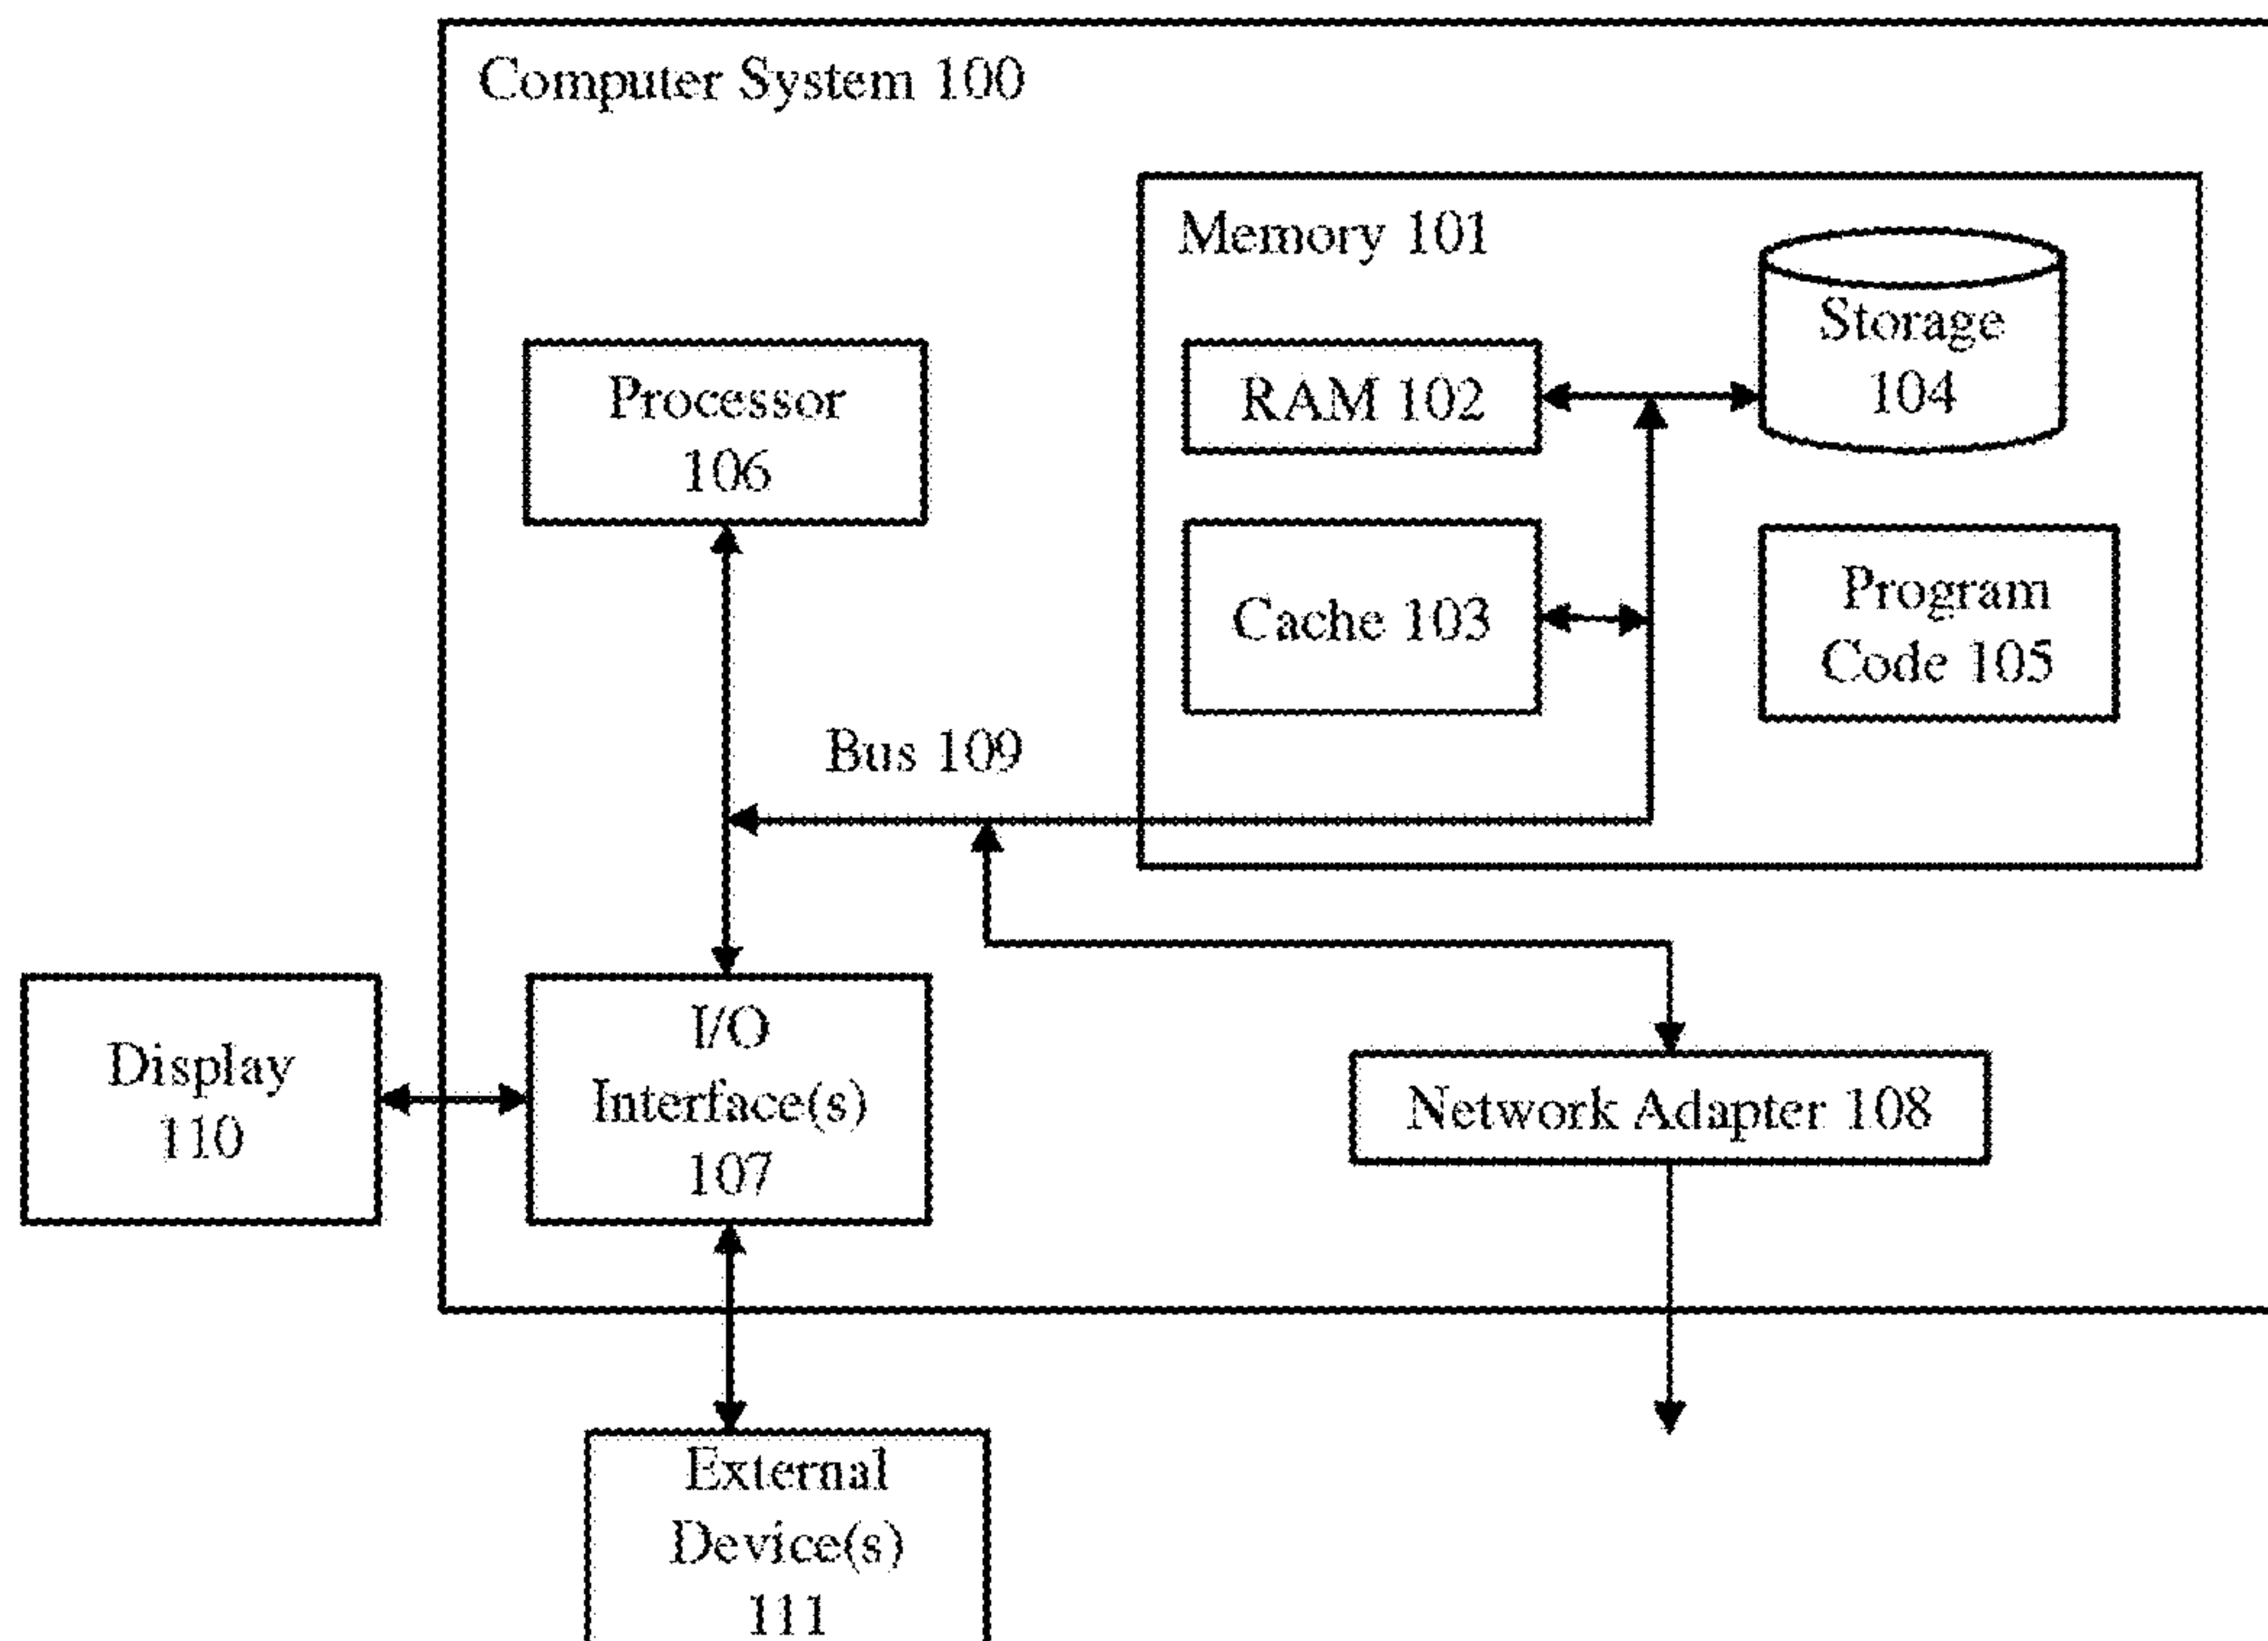 Computer System 100
Memory 101
Storage
104
RAM 102
Processor
106
Cache 103
Program
Code 105
Bus 109
I/O
Interface(s)
107
Display
110
Network Adapter 108
External
Device(s)
111